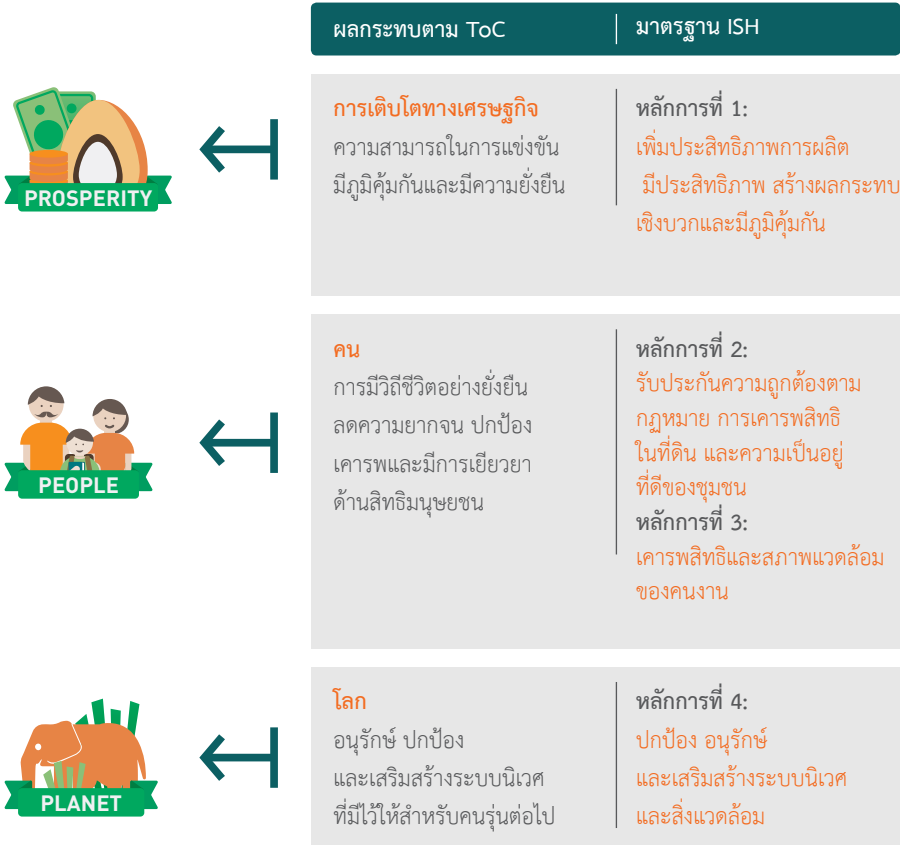 ผลกระทบตาม ToC
มาตรฐาน ISH
PROSPERITY
การเติบโตทางเศรษฐกิจ
ความสามารถในการแข่งขัน
มีภูมิคุ้มกันและมีความยั่งยืน
หลักการที่ 1:
เพิ่มประสิทธิภาพการผลิต
มีประสิทธิภาพ สร้างผลกระทบ
เชิงบวกและมีภูมิคุ้มกัน
PEOPLE
คน
การมีวิถีชีวิตอย่างยั่งยืน
ลดความยากจน ปกป้อง
เคารพและมีการเยียวยา
ด้านสิทธิมนุษยชน
หลักการที่ 2:
รับประกันความถูกต้องตาม
กฎหมาย การเคารพสิทธิ
ในที่ดิน และความเป็นอยู่
ที่ดีของชุมชน
หลักการที่ 3:
เคารพสิทธิและสภาพแวดล้อม
ของคนงาน
PLANET
โลก
อนุรักษ์ ปกป้อง
และเสริมสร้างระบบนิเวศ
ที่มีไว้ให้สำหรับคนรุ่นต่อไป
หลักการที่ 4:
ปกป้อง อนุรักษ์
และเสริมสร้างระบบนิเวศ
และสิ่งแวดล้อม